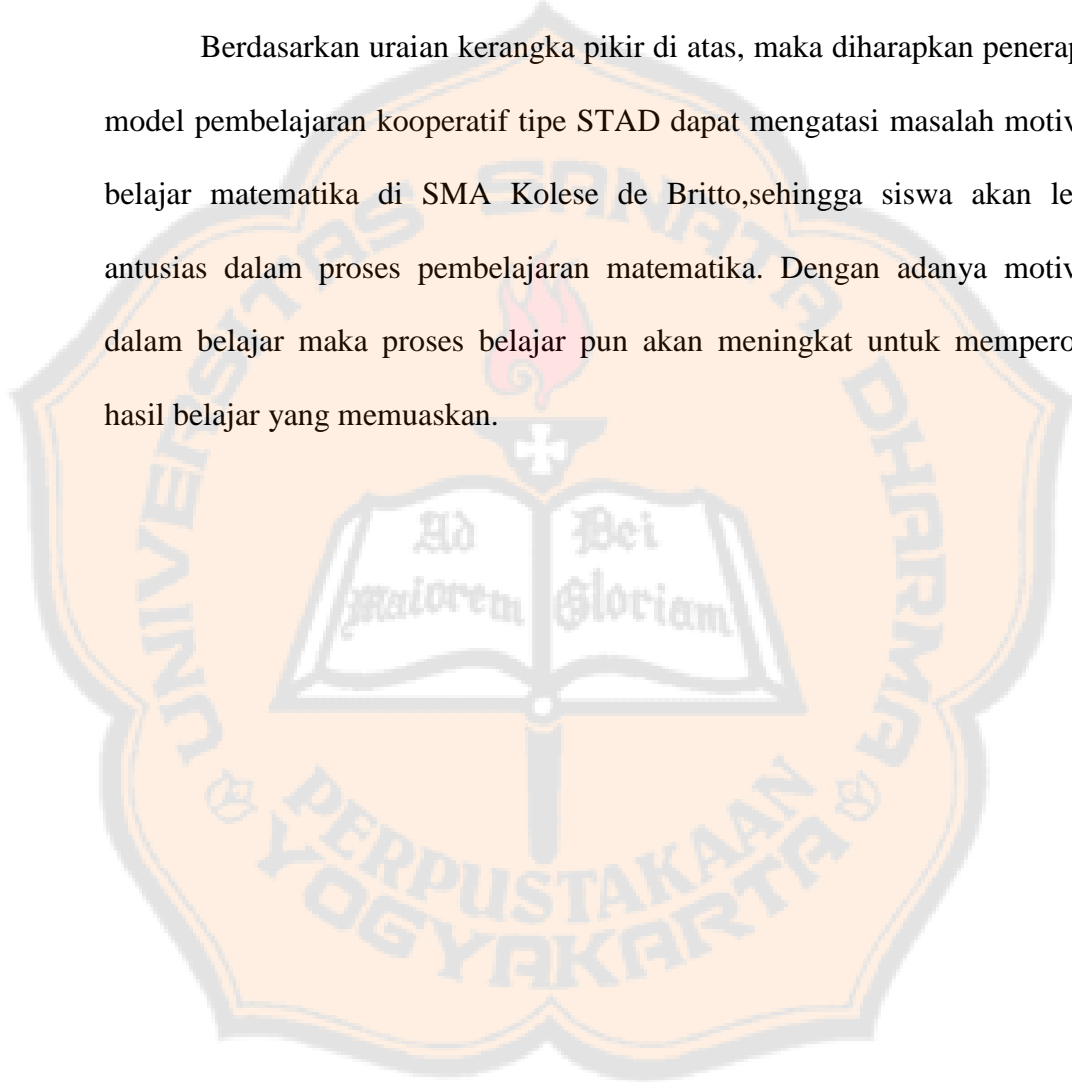 Berdasarkan uraian kerangka pikir di atas, maka diharapkan penerap
model pembelajaran kooperatif tipe STAD dapat mengatasi masalah motiv
belajar matematika di SMA Kolese de Britto,sehingga siswa akan le
antusias dalam proses pembelajaran matematika. Dengan adanya motiv
dalam belajar maka proses belajar pun akan meningkat untuk mempero
hasil belajar yang memuaskan.
UNIVERSITAS SANATA DHARMA
Ad Dei
Maiorem Gloriam
PERPUSTAKAAN
YOGYAKARTA